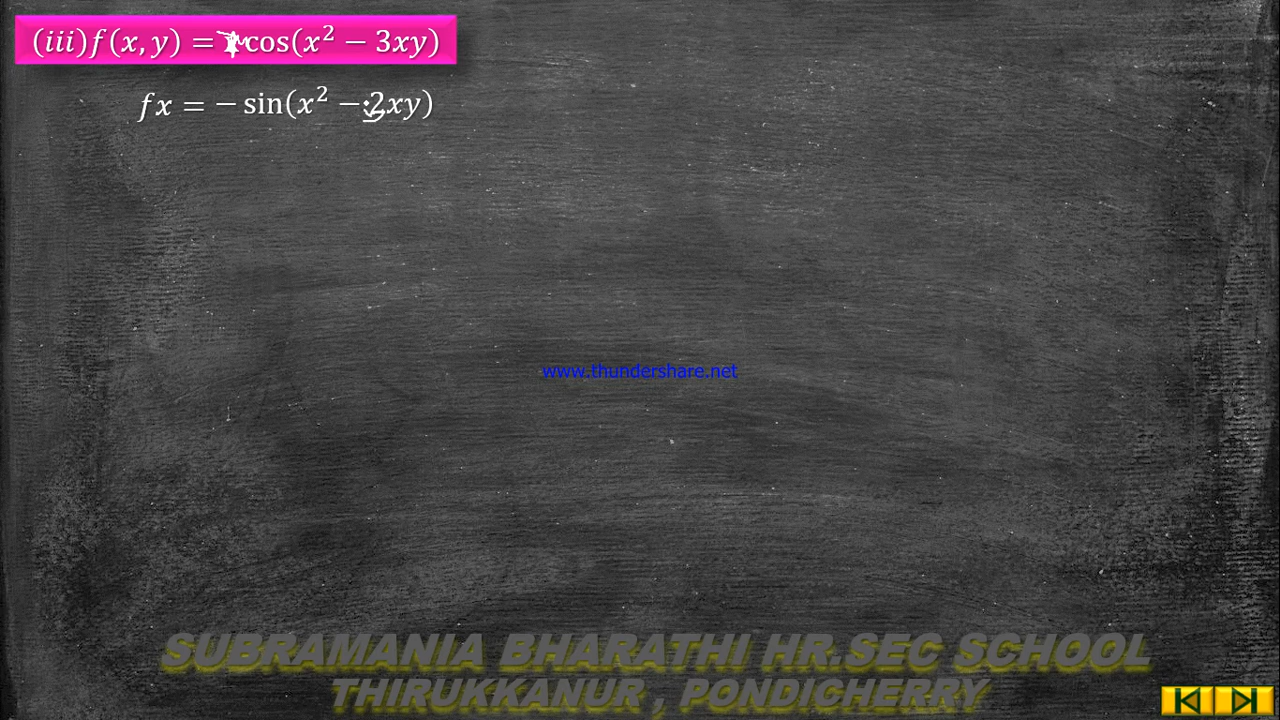 (iii)f(x, y) = cos(x² − 3xy)
fx = − sin(x² − 2xy)
www.thundershare.net
SUBRAMANIA BHARATHI HR.SEC SCHOOL
THIRUKKANUR , PONDICHERRY